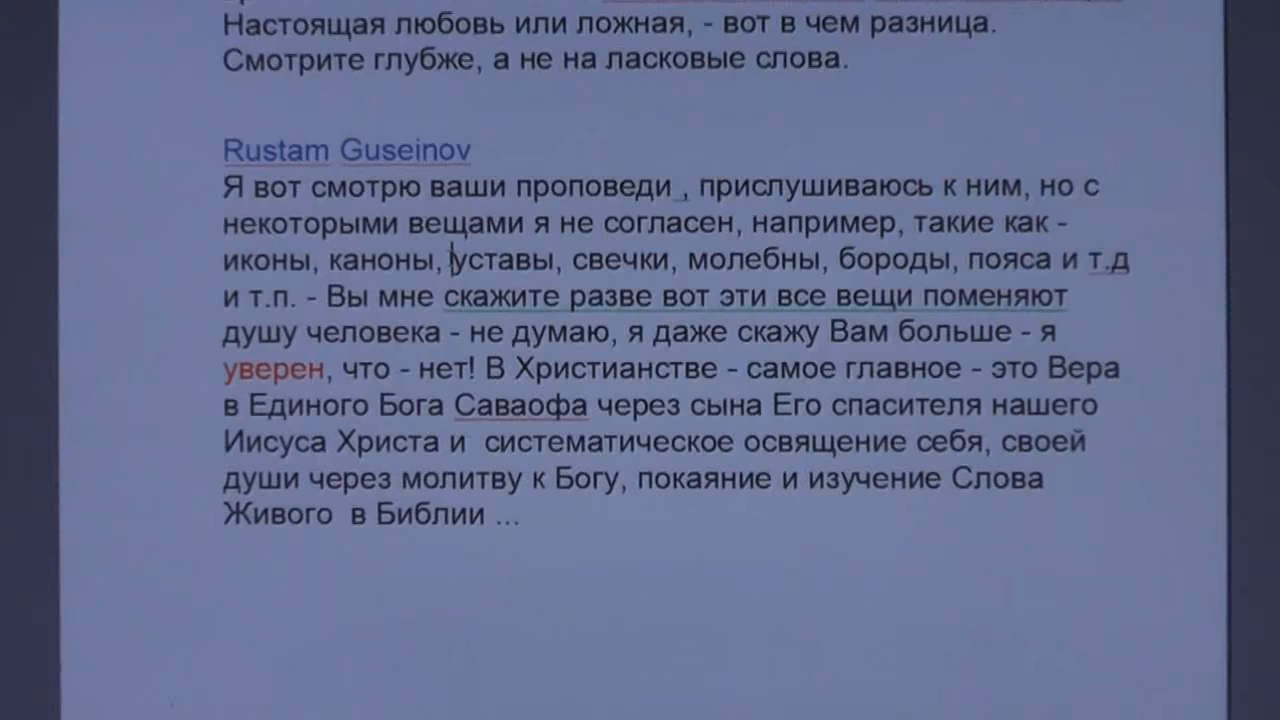 Настоящая любовь или ложная, - вот в чем разница.
Смотрите глубже, а не на ласковые слова.
Rustam Guseinov
Я вот смотрю ваши проповеди , прислушиваюсь к ним, но с
некоторыми вещами я не согласен, например, такие как -
иконы, каноны, уставы, свечки, молебны, бороды, пояса и т.д
и т.п. - Вы мне скажите разве вот эти все вещи поменяют
душу человека - не думаю, я даже скажу Вам больше - я
уверен, что - нет! В Христианстве - самое главное - это Вера
в Единого Бога Саваофа через сына Его спасителя нашего
Иисуса Христа и  систематическое освящение себя, своей
души через молитву к Богу, покаяние и изучение Слова
Живого  в Библии ...